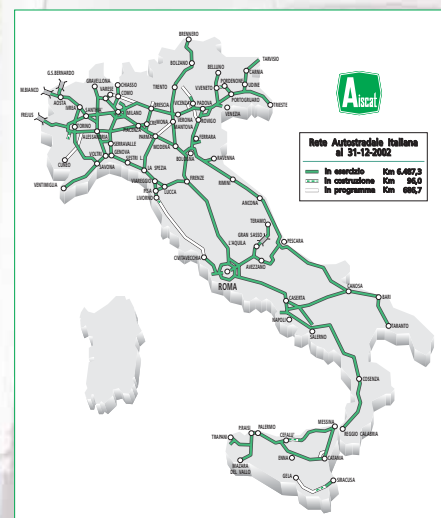 BRENNERO
TARVISIO
BOLZANO
BELLUNO
CARNIA
G.S.BERNARDO
GRAVELLONA
CHIASSO
COMO
VARESE
TRENTO
V.VENETO
PORDENONE
UDINE
M.BIANCO
AOSTA
IVREA
SANTHIA'
MILANO
BRESCIA
VICENZA
PADOVA
PORTOGRUARO
TRIESTE
VENEZIA
FREJUS
TORINO
PIACENZA
VERONA
MANTOVA
ROVIGO
ALESSANDRIA
PARMA
FERRARA
SERRAVALLE
MODENA
VOLTRI
GENOVA
BOLOGNA
RAVENNA
CUNEO
SAVONA
SESTRI L.
LA SPEZIA
FIRENZE
VIAREGGIO
LUCCA
RIMINI
VENTIMIGLIA
PISA
LIVORNO
ANCONA
TERAMO
GRAN SASSO
PESCARA
L'AQUILA
CIVITAVECCHIA
AVEZZANO
ROMA
CANOSA
CASERTA
BARI
NAPOLI
TARANTO
SALERNO
COSENZA
MESSINA
REGGIO CALABRIA
P.RAISI
PALERMO
TRAPANI
CEFALU'
MAZARA
DEL VALLO
ENNA
CATANIA
GELA
SIRACUSA
Aiscat
Rete Autostradale Italiana
al 31-12-2002
in esercizio Km 6.487,3
in costruzione Km 96,0
in programma Km 686,7